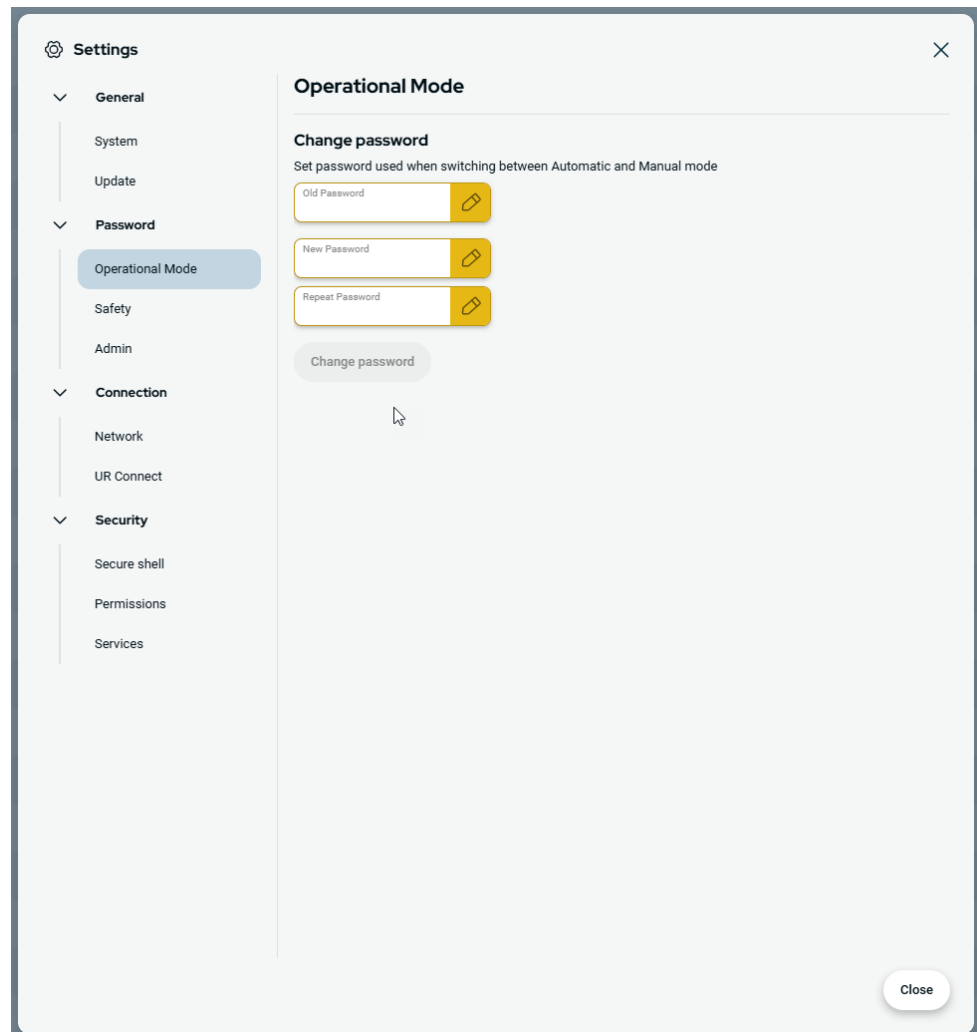 Settings
General
System
Update
Password
Operational Mode
Safety
Admin
Connection
Network
UR Connect
Security
Secure shell
Permissions
Services
Operational Mode
Change password
Set password used when switching between Automatic and Manual mode
Old Password
New Password
Repeat Password
Change password
Close